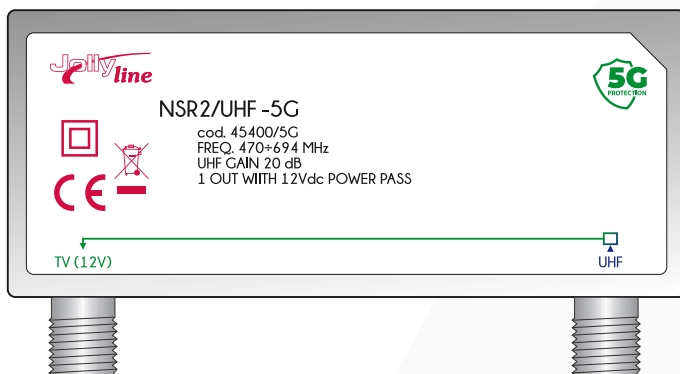 Jolly line
5G
PROTECTION
NSR2/UHF-5G
cod. 45400/5G
FREQ. 470÷694 MHz
UHF GAIN 20 dB
1 OUT WIITH 12Vdc POWER PASS
CE
TV (12V)
UHF